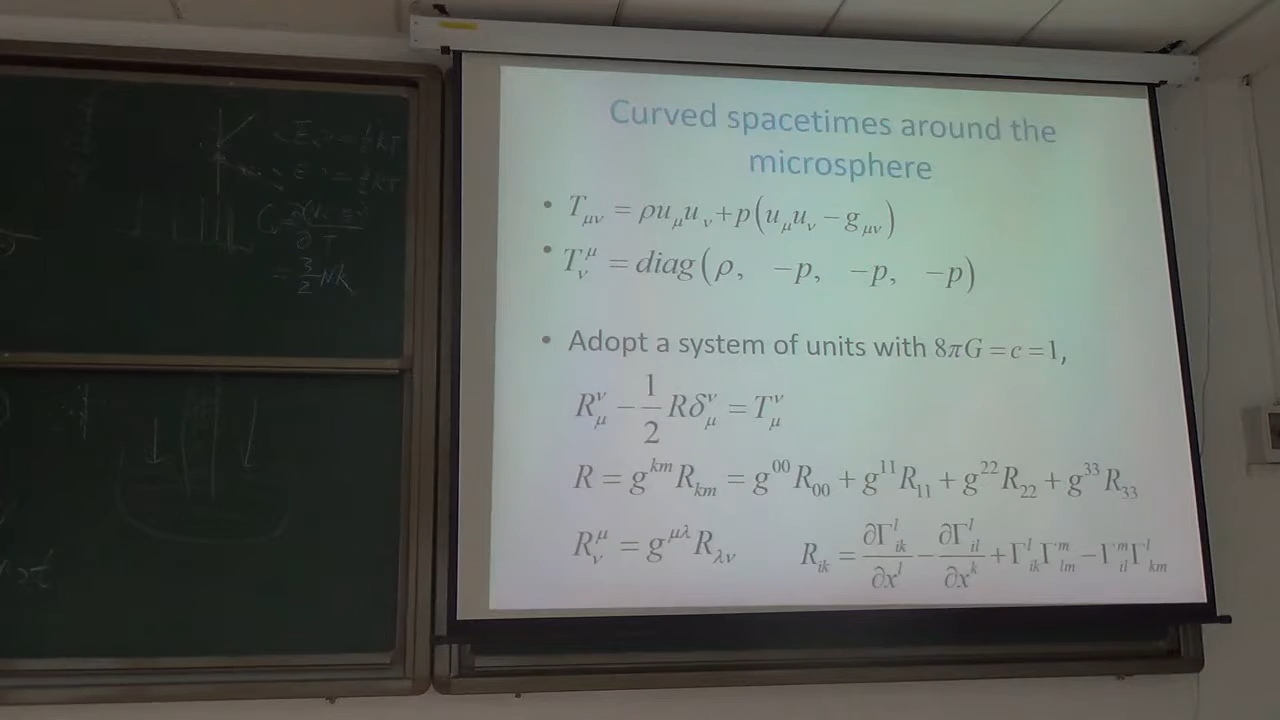 Curved spacetimes around the
microsphere
• T_{μν} = ρu_μu_ν + p(u_μu_ν − g_{μν})
• T^μ_ν = diag(ρ, −p, −p, −p)
• Adopt a system of units with 8πG = c = 1,
R^ν_μ − 1/2 Rδ^ν_μ = T^ν_μ
R = g^{km}R_{km} = g^{00}R_{00} + g^{11}R_{11} + g^{22}R_{22} + g^{33}R_{33}
R^μ_ν = g^{μλ}R_{λν} R_{ik} = ∂Γ^l_{ik}/∂x^l − ∂Γ^l_{il}/∂x^k + Γ^l_{ik}Γ^m_{lm} − Γ^m_{il}Γ^l_{km}
= 3/2 Nk